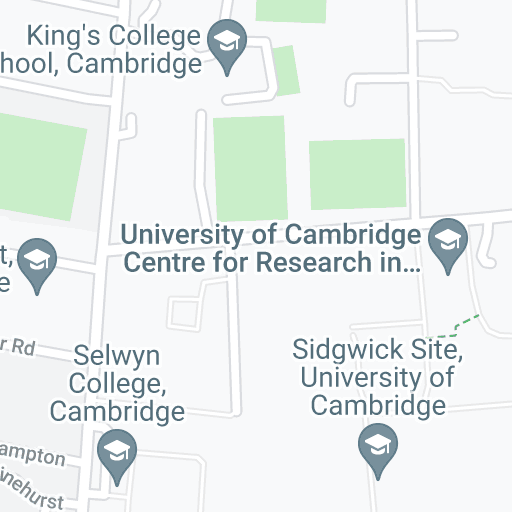 King's College
hool, Cambridge
University of Cambridge
Centre for Research in...
t,
e
r Rd
Selwyn
College,
Cambridge
Sidgwick Site,
University of
Cambridge
ampton
inehurst